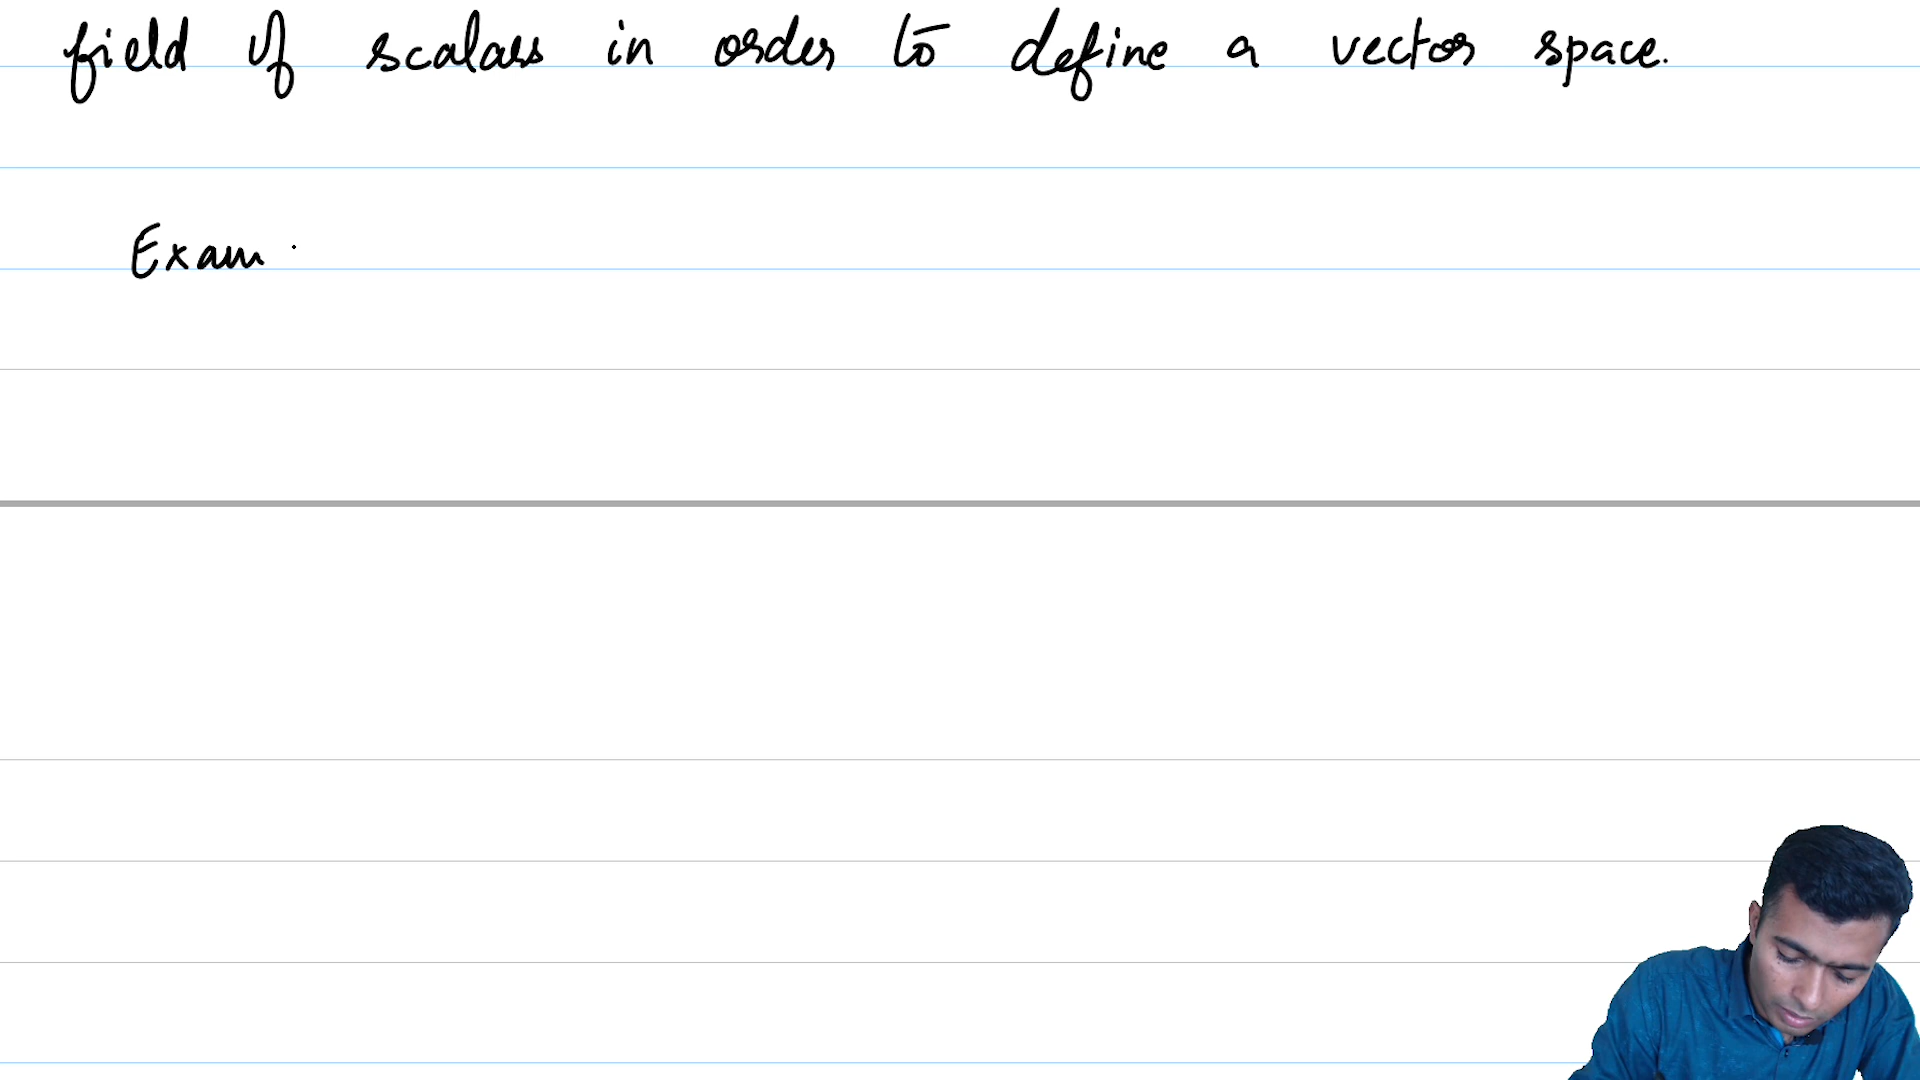 field of scalars in order to define a vector space.
Exam